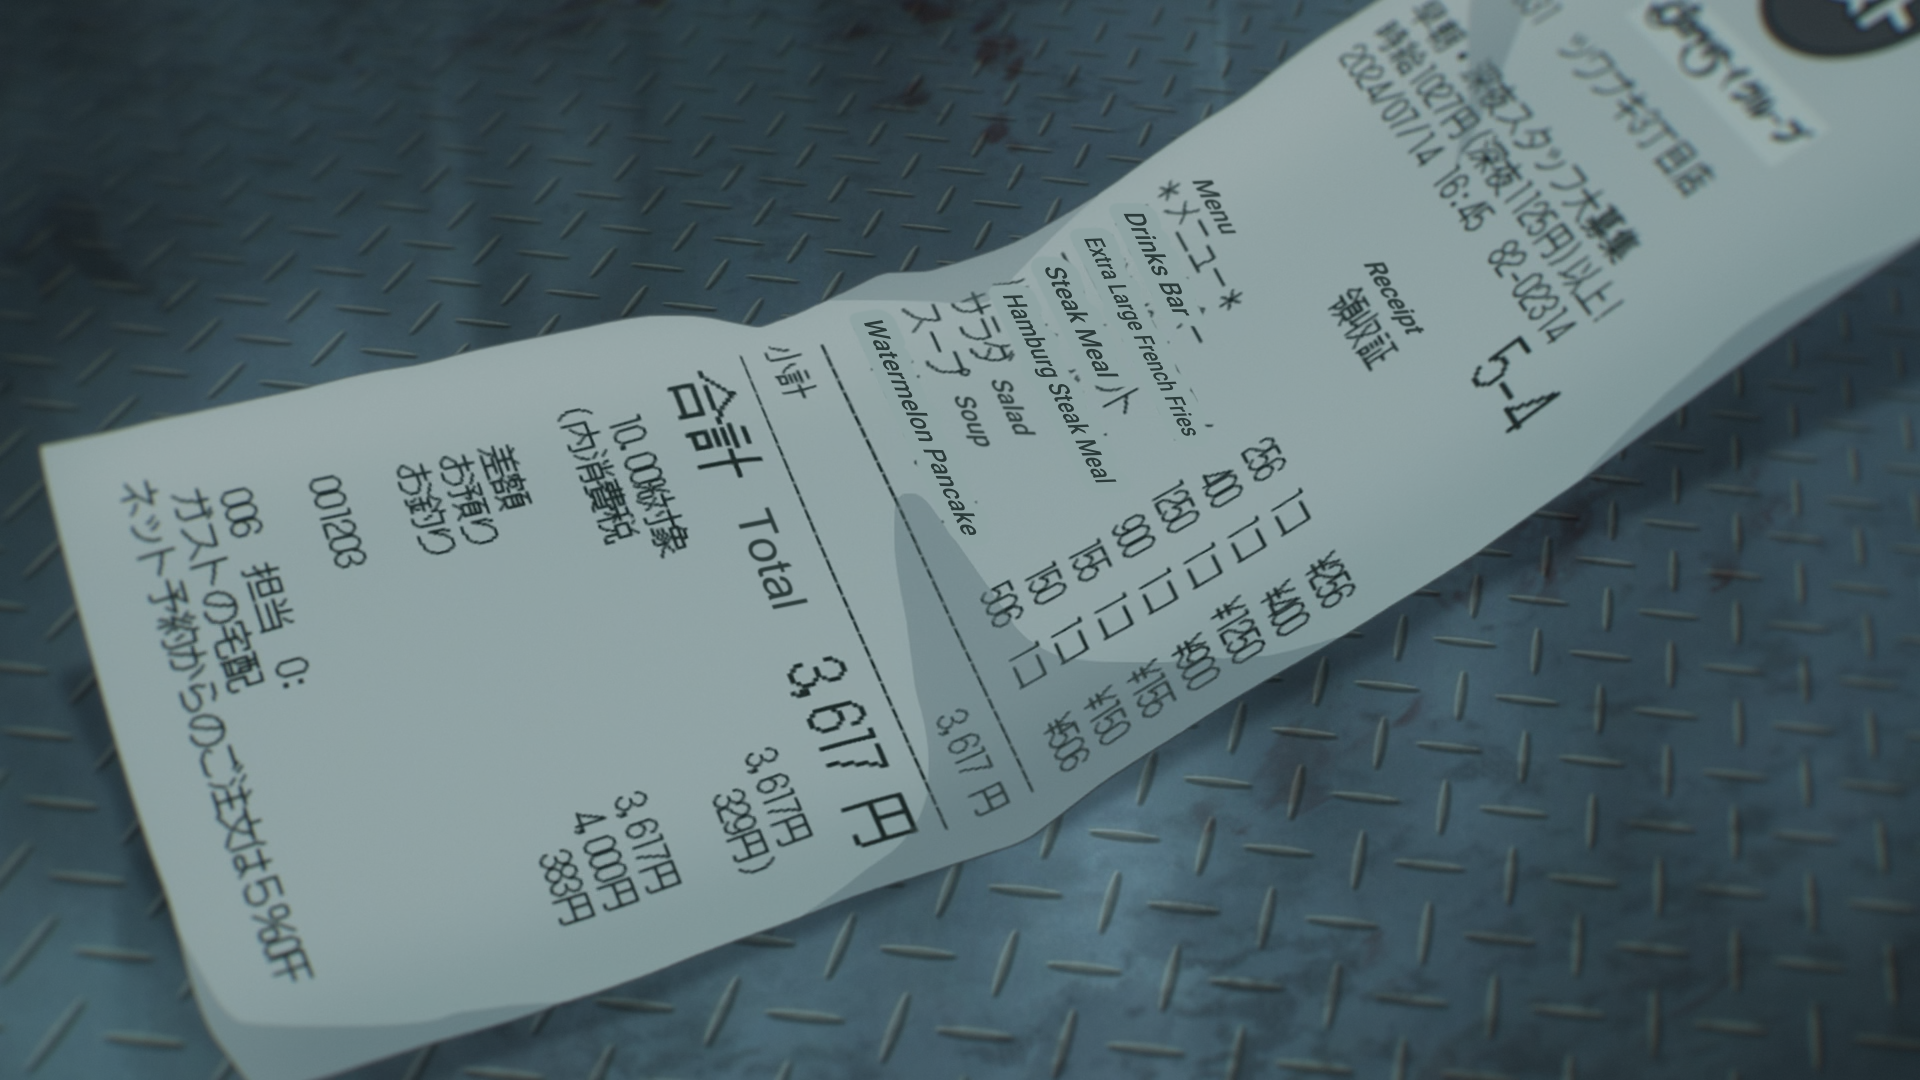 グループ
ツワブキ3丁目店
早朝・深夜スタッフ大募集
時給1027円(深夜1125円)以上!
2024/07/14 16:45 82-02314
5-4
Receipt
領収証
Menu
*メニュー*
Drinks Bar 256 1コ ¥256
Extra Large French Fries 400 1コ ¥400
Steak Meal 1250 1コ ¥1250
Hamburg Steak Meal 900 1コ ¥900
サラダ Salad 155 1コ ¥155
スープ Soup 150 1コ ¥150
Watermelon Pancake 506 1コ ¥506
小計 3,617 円
合計 Total 3,617 円
10.00%対象 3,617円
(内消費税 329円)
差額 3,617円
お預り 4,000円
お釣り 383円
001203
006 担当 0:
ガストの宅配
ネット予約からのご注文は5%OFF